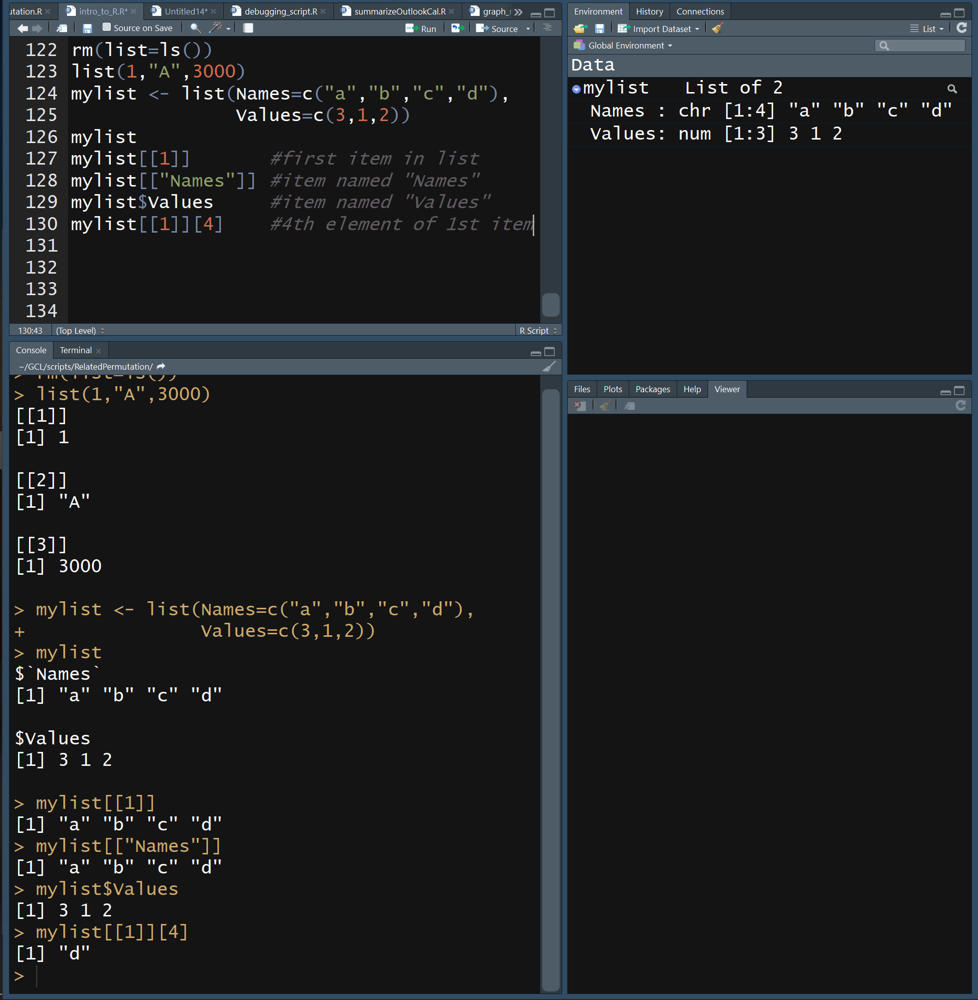 utation.R
intro_to_R.R*
Untitled14*
debugging_script.R
summarizeOutlookCal.R
graph_r
Source on Save
Run
Source
122 rm(list=ls())
123 list(1,"A",3000)
124 mylist <- list(Names=c("a","b","c","d"),
125                Values=c(3,1,2))
126 mylist
127 mylist[[1]]       #first item in list
128 mylist[["Names"]] #item named "Names"
129 mylist$Values     #item named "Values"
130 mylist[[1]][4]    #4th element of 1st item
131
132
133
134
130:43 (Top Level) R Script
Console Terminal
~/GCL/scripts/RelatedPermutation/
> rm(list=ls())
> list(1,"A",3000)
[[1]]
[1] 1
[[2]]
[1] "A"
[[3]]
[1] 3000
> mylist <- list(Names=c("a","b","c","d"),
+                Values=c(3,1,2))
> mylist
$`Names`
[1] "a" "b" "c" "d"
$Values
[1] 3 1 2
> mylist[[1]]
[1] "a" "b" "c" "d"
> mylist[["Names"]]
[1] "a" "b" "c" "d"
> mylist$Values
[1] 3 1 2
> mylist[[1]][4]
[1] "d"
>
Environment History Connections
Import Dataset List
Global Environment
Data
mylist List of 2
Names : chr [1:4] "a" "b" "c" "d"
Values: num [1:3] 3 1 2
Files Plots Packages Help Viewer